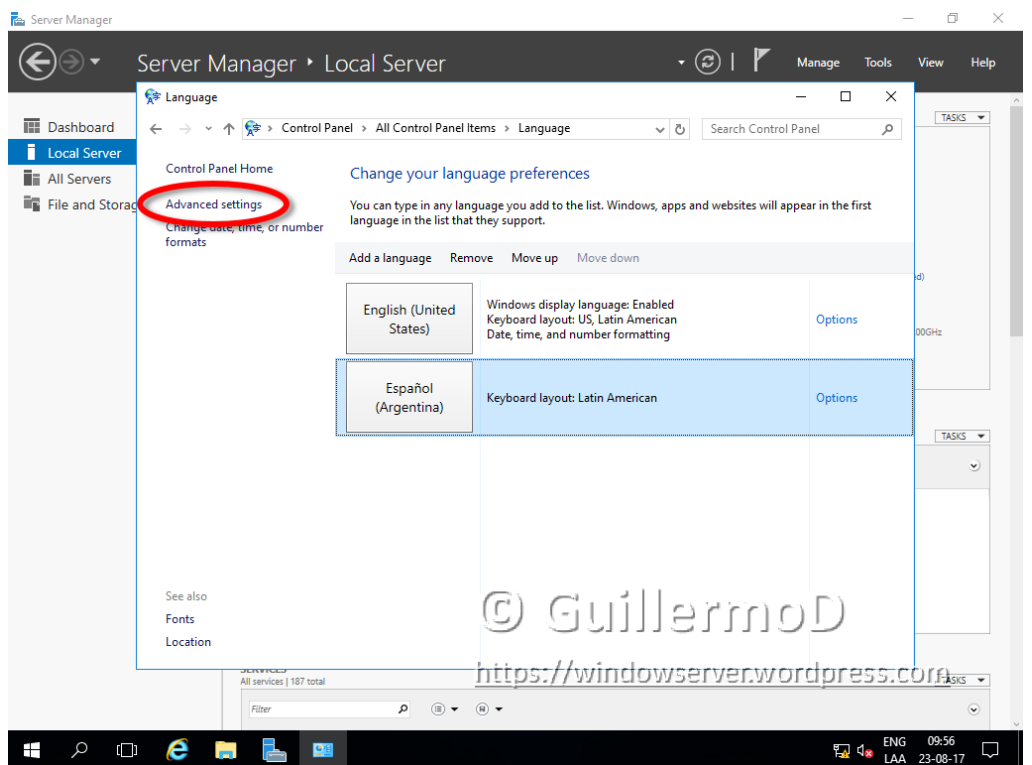 Server Manager
Server Manager ‣ Local Server
Manage Tools View Help
Dashboard
Local Server
All Servers
File and Storag
TASKS
Language
Control Panel > All Control Panel Items > Language
Search Control Panel
Control Panel Home
Advanced settings
Change date, time, or number
formats
Change your language preferences
You can type in any language you add to the list. Windows, apps and websites will appear in the first
language in the list that they support.
Add a language Remove Move up Move down
English (United
States)
Windows display language: Enabled
Keyboard layout: US, Latin American
Date, time, and number formatting
Options
Español
(Argentina)
Keyboard layout: Latin American
Options
See also
Fonts
Location
ed)
.00GHz
TASKS
© GuillermoD
https://windowserver.wordpress.com
SERVICES
All services | 187 total
TASKS
Filter
ENG
LAA
09:56
23-08-17